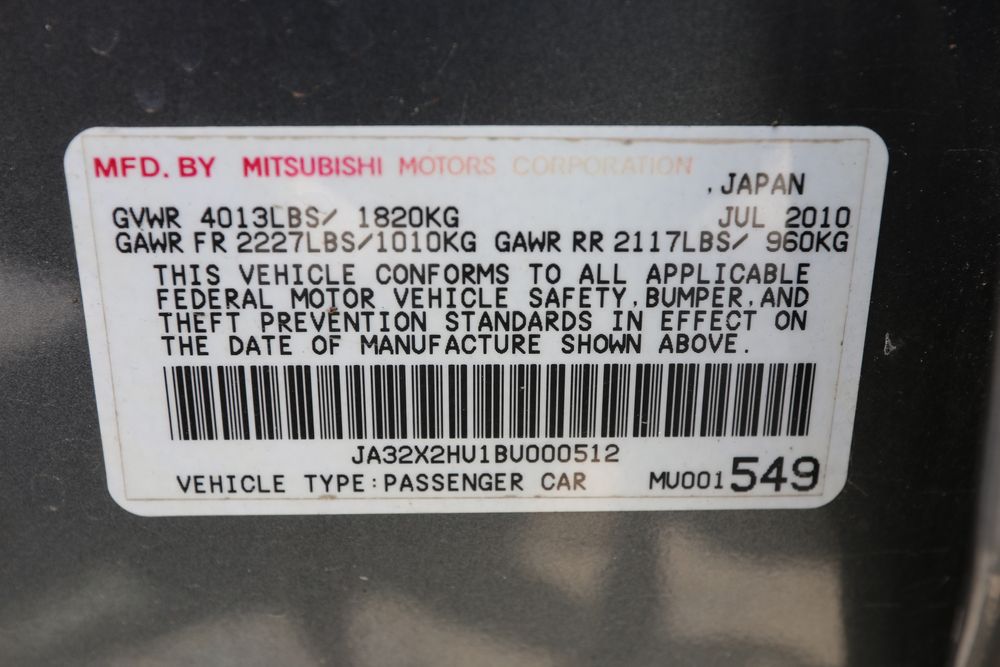 MFD. BY MITSUBISHI MOTORS CORPORATION
, JAPAN
GVWR 4013LBS/ 1820KG JUL 2010
GAWR FR 2227LBS/1010KG GAWR RR 2117LBS/ 960KG
THIS VEHICLE CONFORMS TO ALL APPLICABLE
FEDERAL MOTOR VEHICLE SAFETY, BUMPER, AND
THEFT PREVENTION STANDARDS IN EFFECT ON
THE DATE OF MANUFACTURE SHOWN ABOVE.
JA32X2HU1BU000512
VEHICLE TYPE:PASSENGER CAR MU001549